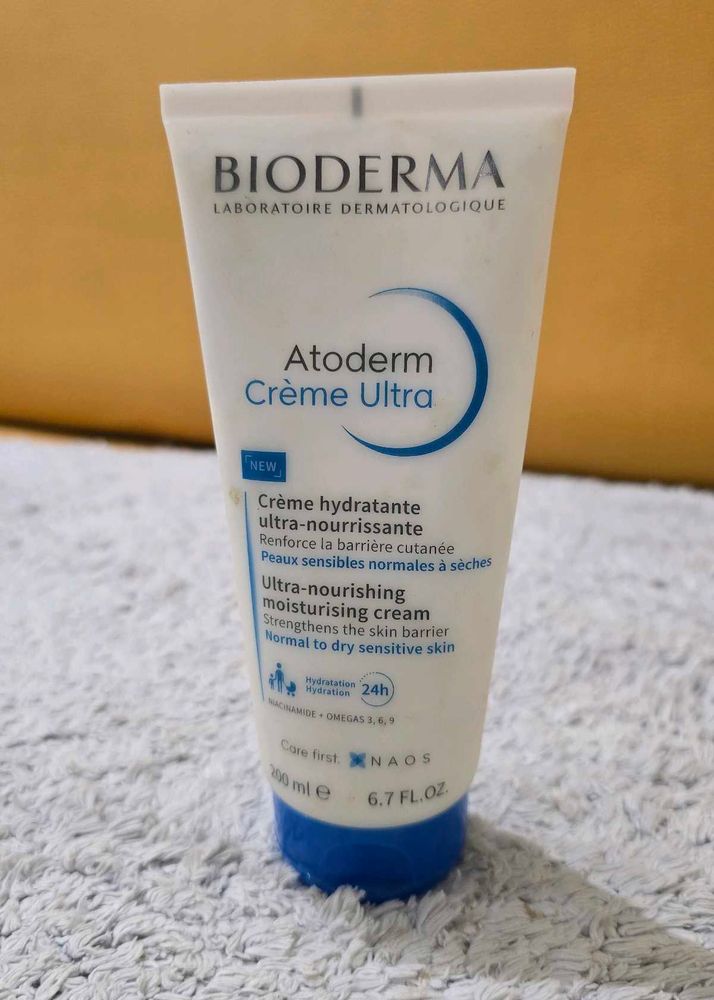 BIODERMA
LABORATOIRE DERMATOLOGIQUE
Atoderm
Crème Ultra
NEW
Crème hydratante
ultra-nourrissante
Renforce la barrière cutanée
Peaux sensibles normales à sèches
Ultra-nourishing
moisturising cream
Strengthens the skin barrier
Normal to dry sensitive skin
Hydratation
Hydration
24h
NIACINAMIDE + OMEGAS 3, 6, 9
Care first. NAOS
200 ml e 6.7 FL.OZ.